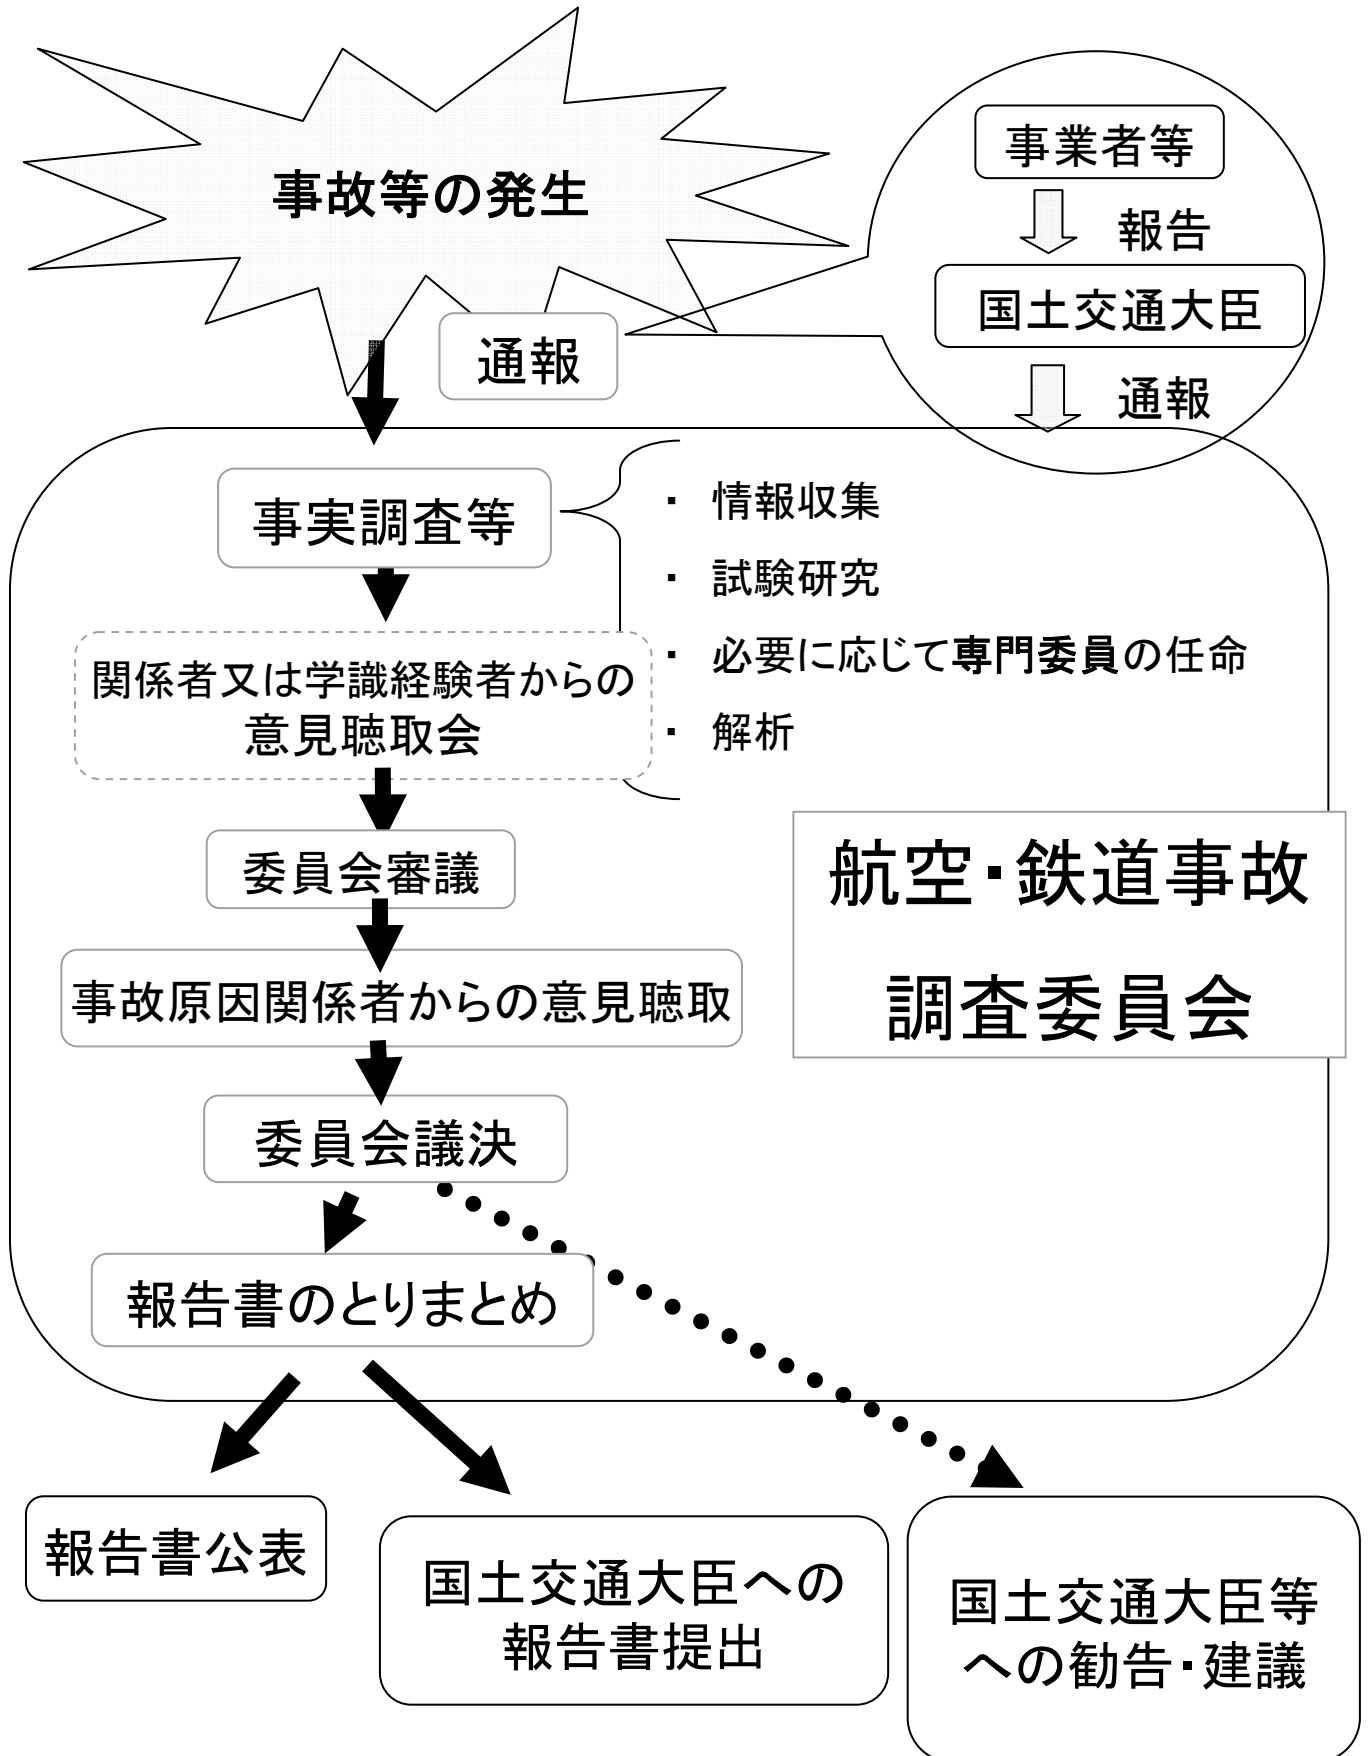 事故等の発生
事業者等
報告
国土交通大臣
通報
通報
事実調査等
・ 情報収集
・ 試験研究
・ 必要に応じて専門委員の任命
・ 解析
関係者又は学識経験者からの
意見聴取会
委員会審議
航空・鉄道事故
調査委員会
事故原因関係者からの意見聴取
委員会議決
報告書のとりまとめ
報告書公表
国土交通大臣への
報告書提出
国土交通大臣等
への勧告・建議